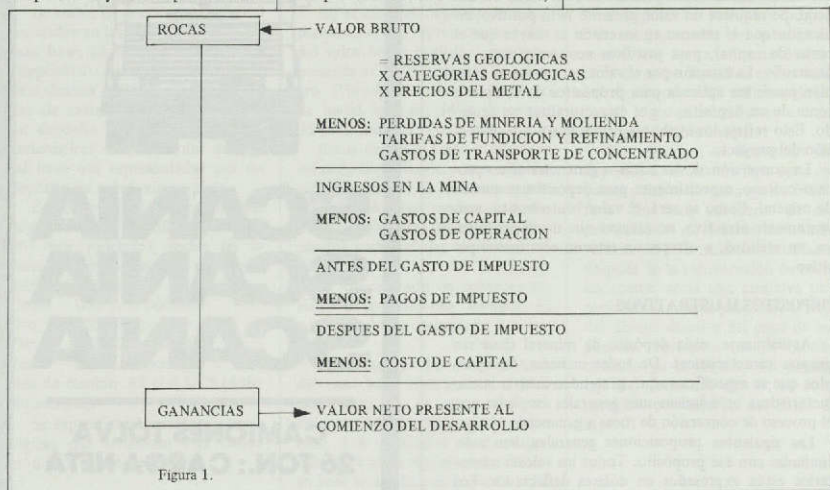 ROCAS
VALOR BRUTO
= RESERVAS GEOLOGICAS
X CATEGORIAS GEOLOGICAS
X PRECIOS DEL METAL
MENOS: PERDIDAS DE MINERIA Y MOLIENDA
TARIFAS DE FUNDICION Y REFINAMIENTO
GASTOS DE TRANSPORTE DE CONCENTRADO
INGRESOS EN LA MINA
MENOS: GASTOS DE CAPITAL
GASTOS DE OPERACION
ANTES DEL GASTO DE IMPUESTO
MENOS: PAGOS DE IMPUESTO
DESPUES DEL GASTO DE IMPUESTO
MENOS: COSTO DE CAPITAL
GANANCIAS
VALOR NETO PRESENTE AL
COMIENZO DEL DESARROLLO
Figura 1.